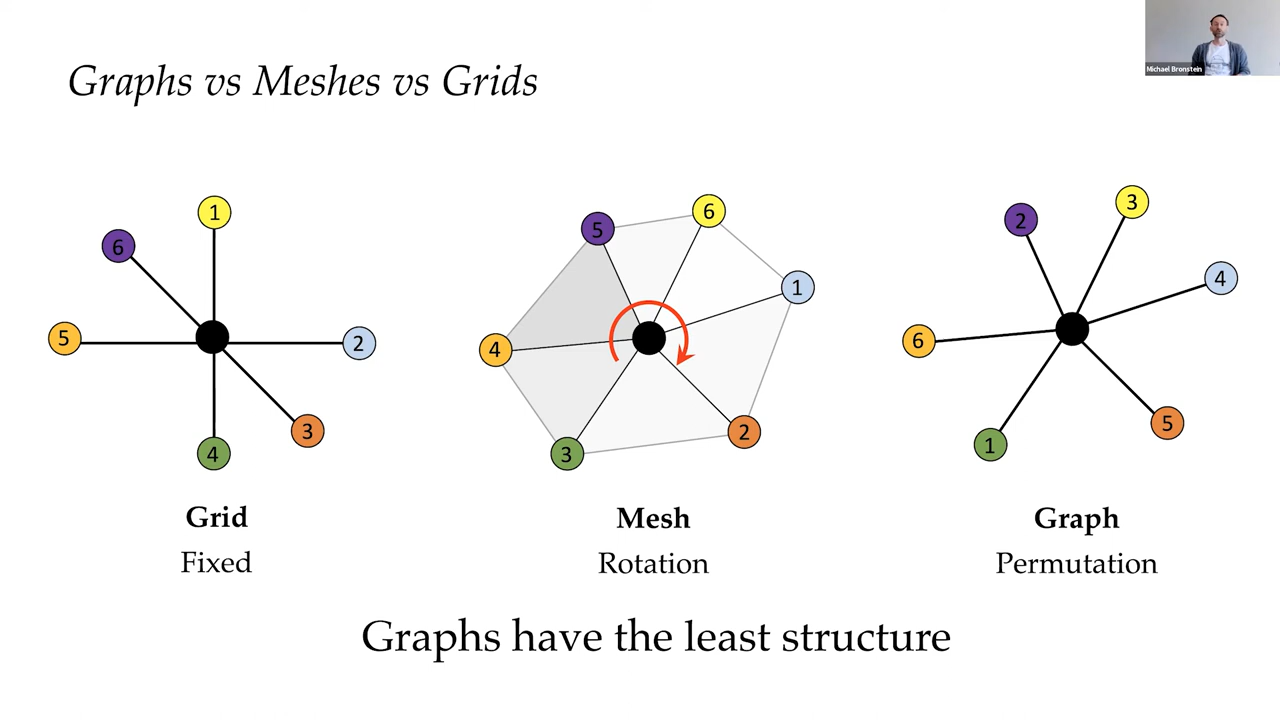 Michael Bronstein
Graphs vs Meshes vs Grids
1
6
5
2
3
4
5
6
1
4
2
3
2
3
4
6
5
1
Grid
Mesh
Graph
Fixed
Rotation
Permutation
Graphs have the least structure